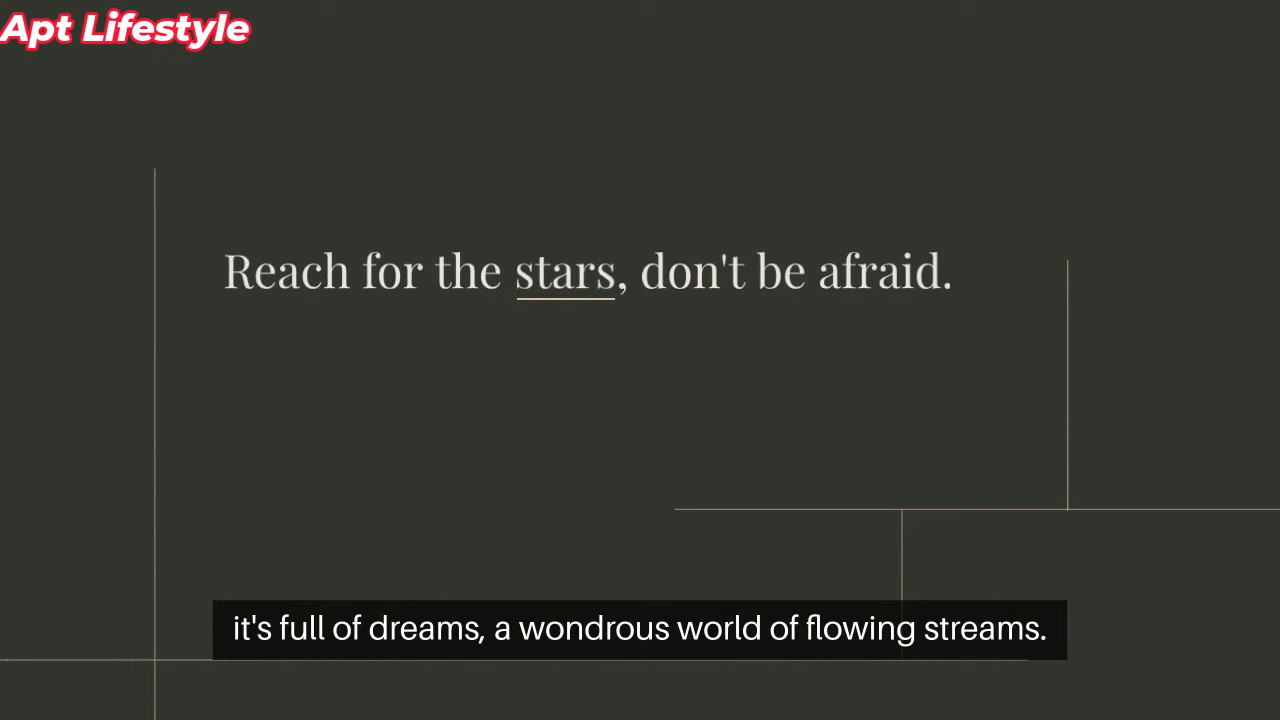 Apt Lifestyle
Reach for the stars, don't be afraid.
it's full of dreams, a wondrous world of flowing streams.